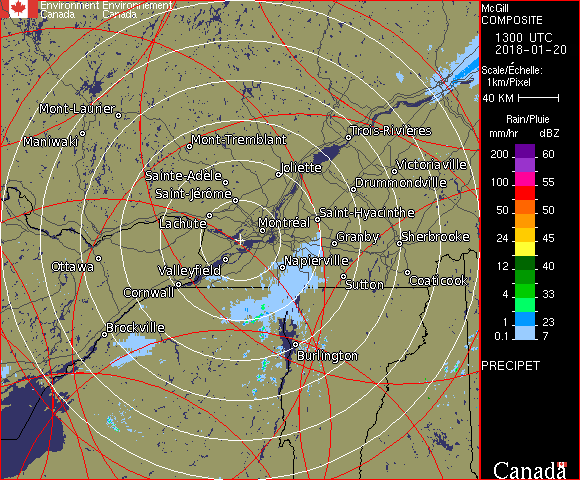 Environment Environnement
Canada Canada
McGill
COMPOSITE
1300 UTC
2018-01-20
Scale/Échelle:
1km/Pixel
40 KM
Rain/Pluie
mm/hr dBZ
200 60
100 55
50 50
24 45
12 40
4 33
1 23
0.1 7
PRECIPET
Canada
Mont-Laurier
Maniwaki
Mont-Tremblant
Trois-Rivières
Sainte-Adèle
Joliette
Victoriaville
Saint-Jérôme
Drummondville
Lachute
Montréal
Saint-Hyacinthe
Granby
Sherbrooke
Ottawa
Valleyfield
Napierville
Cornwall
Sutton
Coaticook
Brockville
Burlington